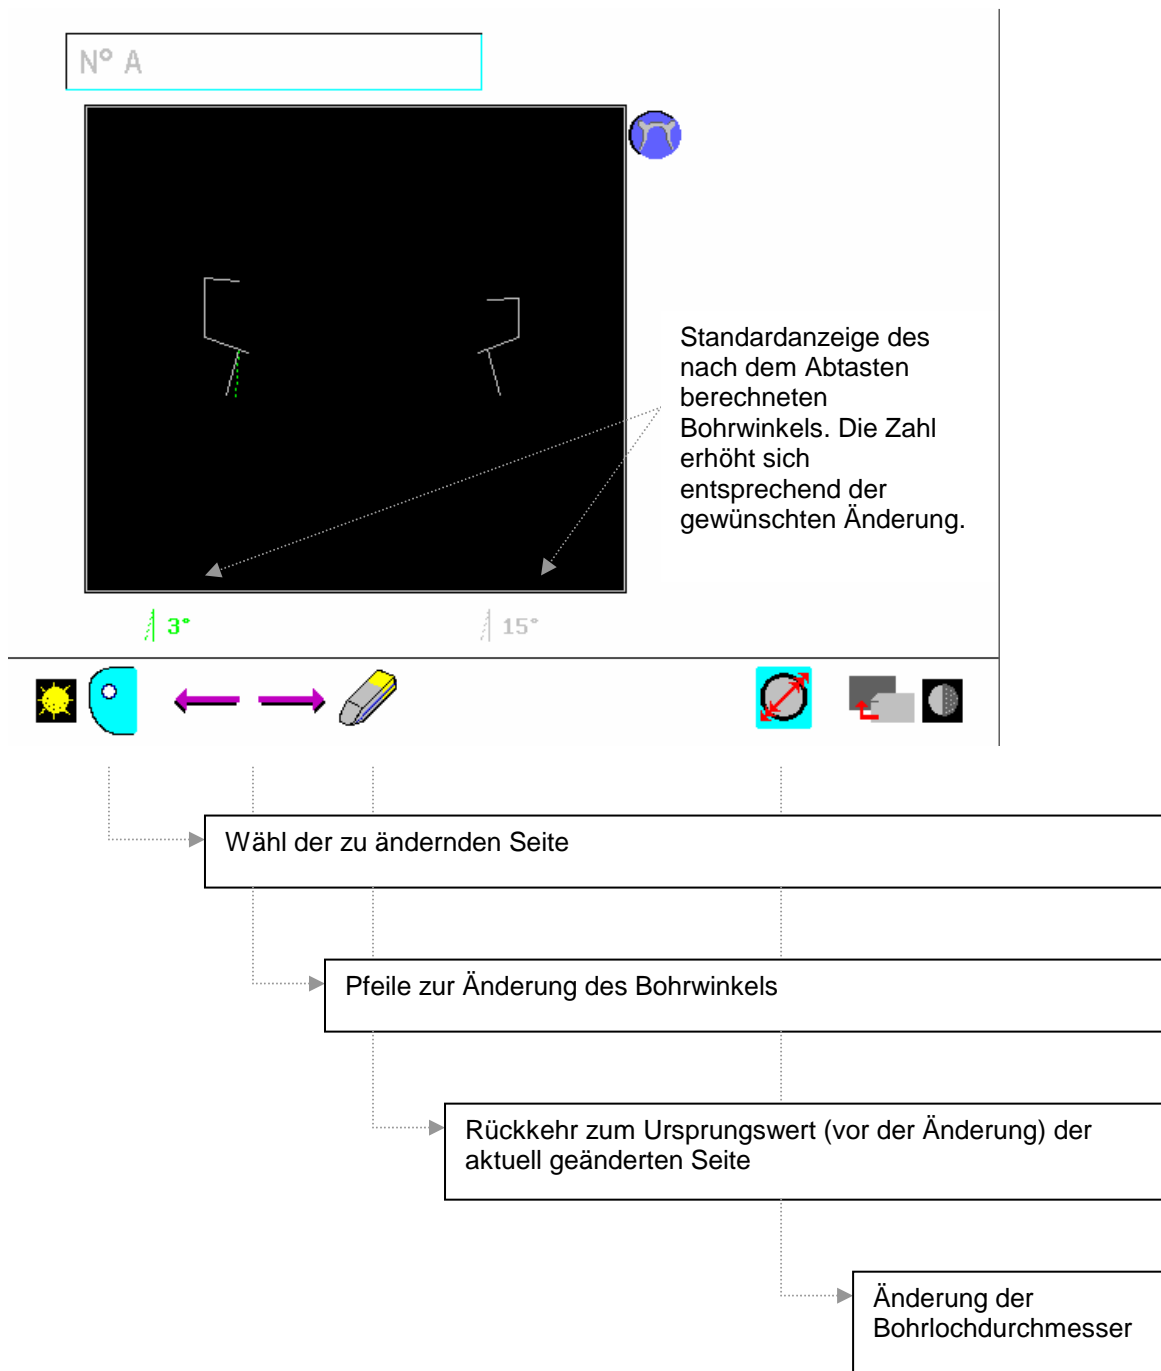 N° A
Standardanzeige des
nach dem Abtasten
berechneten
Bohrwinkels. Die Zahl
erhöht sich
entsprechend der
gewünschten Änderung.
3°
15°
Wähl der zu ändernden Seite
Pfeile zur Änderung des Bohrwinkels
Rückkehr zum Ursprungswert (vor der Änderung) der
aktuell geänderten Seite
Änderung der
Bohrlochdurchmesser